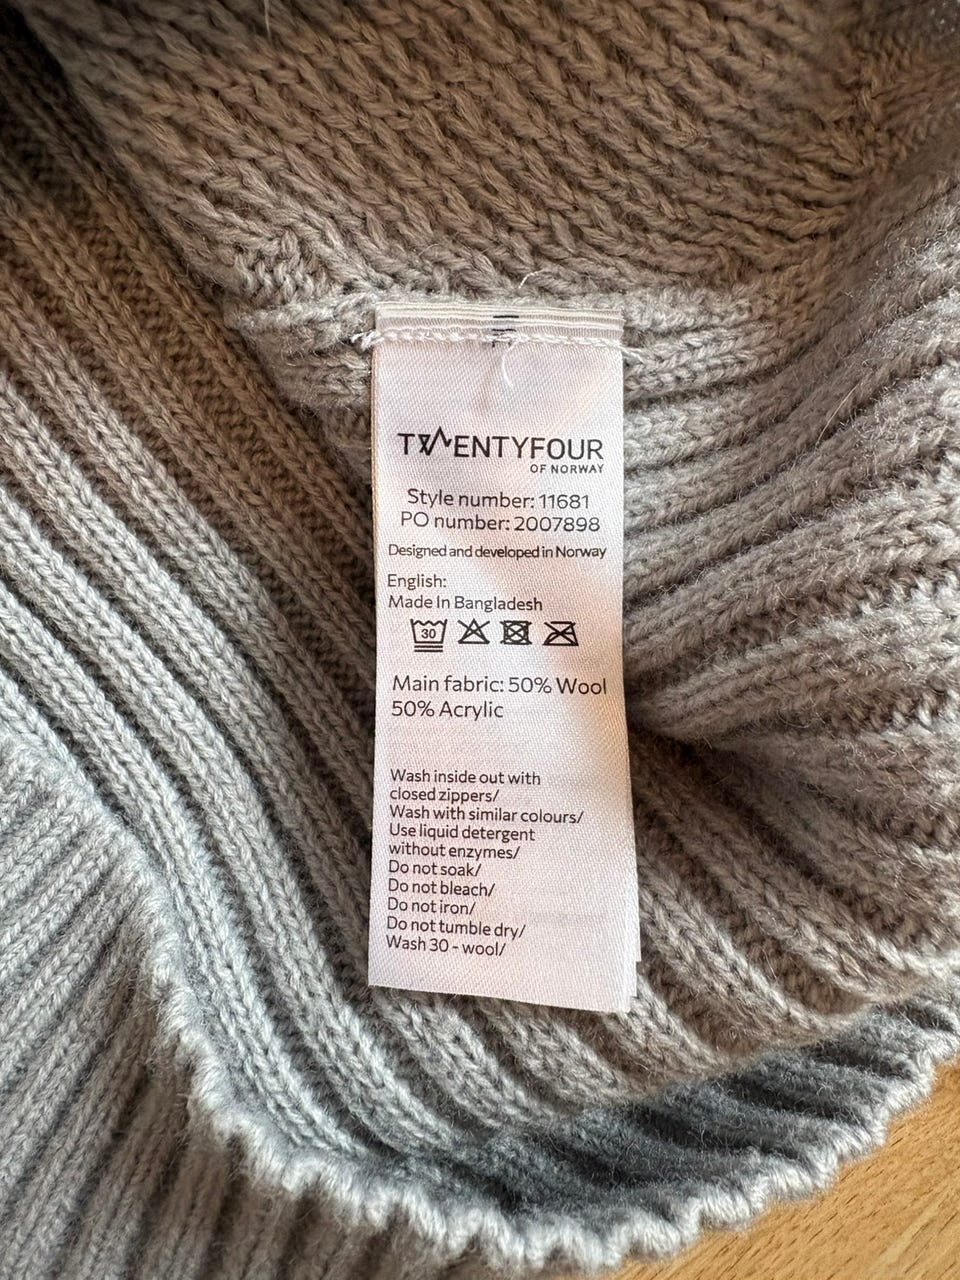 TWENTYFOUR
OF NORWAY
Style number: 11681
PO number: 2007898
Designed and developed in Norway
English:
Made In Bangladesh
30
Main fabric: 50% Wool
50% Acrylic
Wash inside out with
closed zippers/
Wash with similar colours/
Use liquid detergent
without enzymes/
Do not soak/
Do not bleach/
Do not iron/
Do not tumble dry/
Wash 30 - wool/